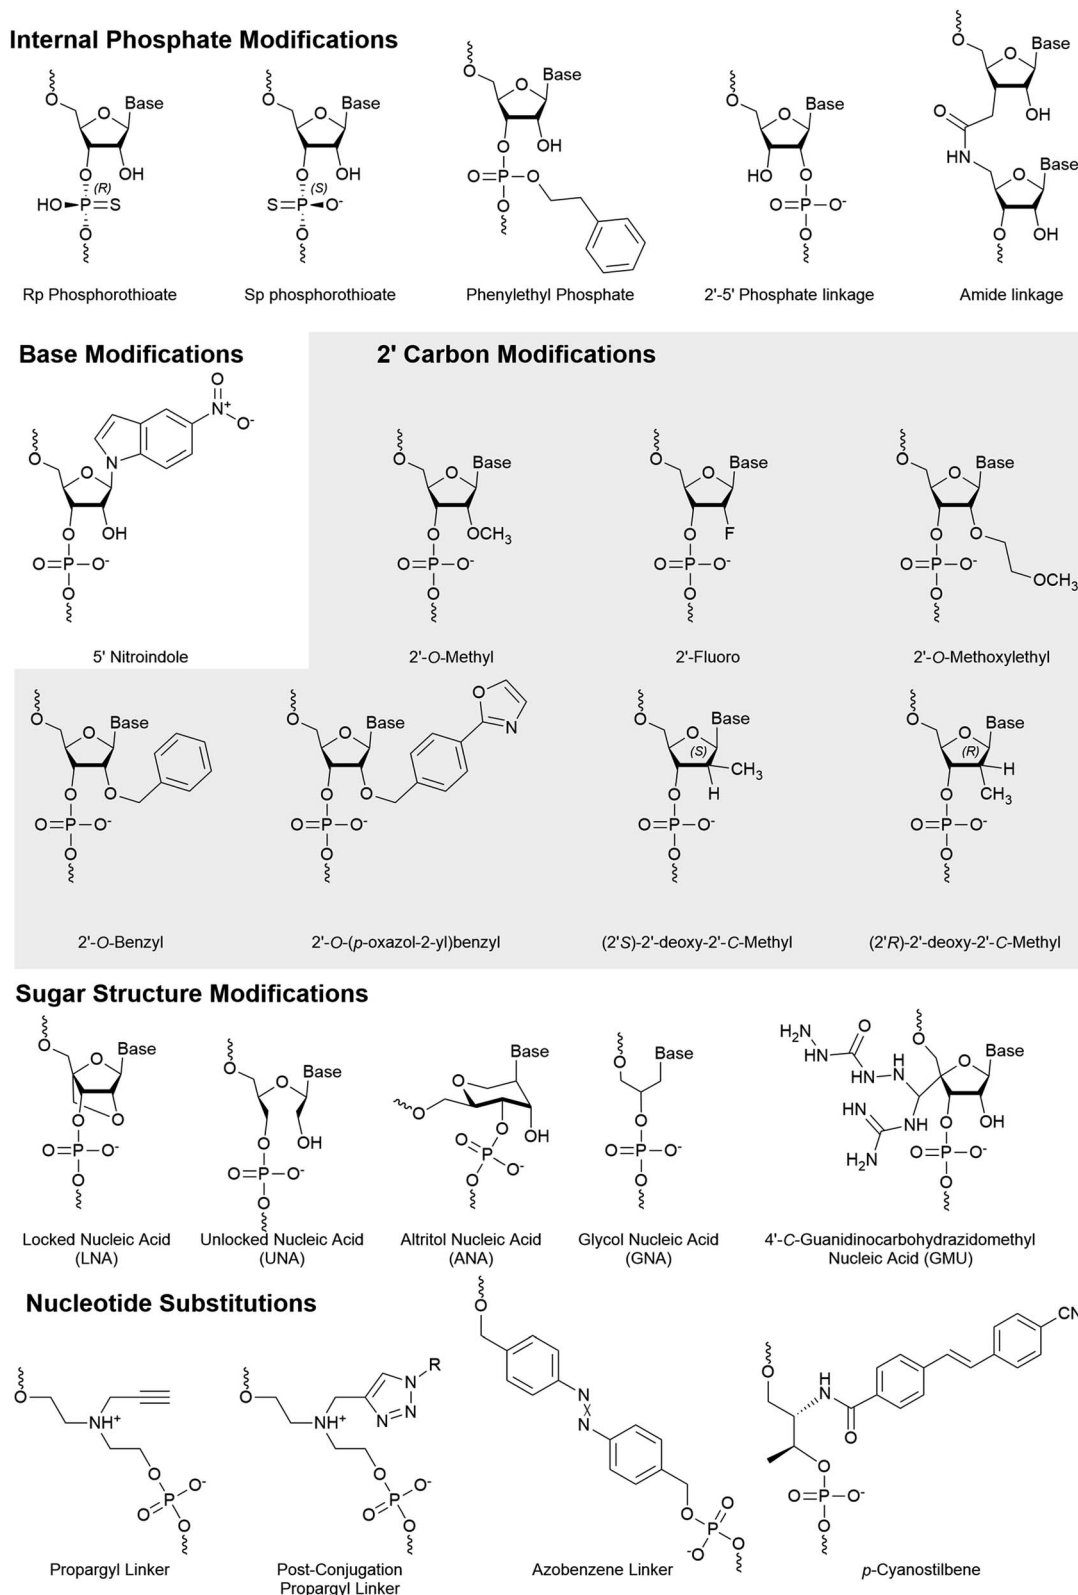 Internal Phosphate Modifications
O
Base
O
OH
O
(R)
HO P=S
O
Rp Phosphorothioate
O
Base
O
OH
O
(S)
S=P O-
O
Sp phosphorothioate
O
Base
O
OH
O
O=P-O
O
Phenylethyl Phosphate
O
Base
O
HO
O
O=P-O-
O
2'-5' Phosphate linkage
O
Base
O
OH
O
HN
Base
O
OH
O
Amide linkage
Base Modifications
O
N+
O-
O
O
N
OH
O
O=P-O-
O
5' Nitroindole
2' Carbon Modifications
O
Base
O
O
OCH3
O=P-O-
O
2'-O-Methyl
O
Base
O
O
F
O=P-O-
O
2'-Fluoro
O
Base
O
O
O
O=P-O-
OCH3
O
2'-O-Methoxylethyl
O
Base
O
O
O
O=P-O-
O
2'-O-Benzyl
O
O
Base
N
O
O
O
O=P-O-
O
2'-O-(p-oxazol-2-yl)benzyl
O
Base
O
(S)
CH3
H
O
O=P-O-
O
(2'S)-2'-deoxy-2'-C-Methyl
O
Base
O
(R)
H
CH3
O
O=P-O-
O
(2'R)-2'-deoxy-2'-C-Methyl
Sugar Structure Modifications
O
Base
O
O
O
O=P-O-
O
Locked Nucleic Acid
(LNA)
O
Base
O
OH
O
O=P-O-
O
Unlocked Nucleic Acid
(UNA)
Base
O
O
O
OH
O
P
O-
O
Altritol Nucleic Acid
(ANA)
O
Base
O
O=P-O-
O
Glycol Nucleic Acid
(GNA)
H2N
O
NH
H
N
NH
HN
NH
H2N
O
Base
O
OH
O
O=P-O-
O
4'-C-Guanidinocarbohydrazidomethyl
Nucleic Acid (GMU)
Nucleotide Substitutions
O
NH+
O
O-
P
O
O
Propargyl Linker
R
O
N
N
N
NH+
O
O-
P
O
O
Post-Conjugation
Propargyl Linker
O
N
N
O
O
P
-O
O
Azobenzene Linker
CN
O
H
N
O
O
O=P-O-
O
p-Cyanostilbene